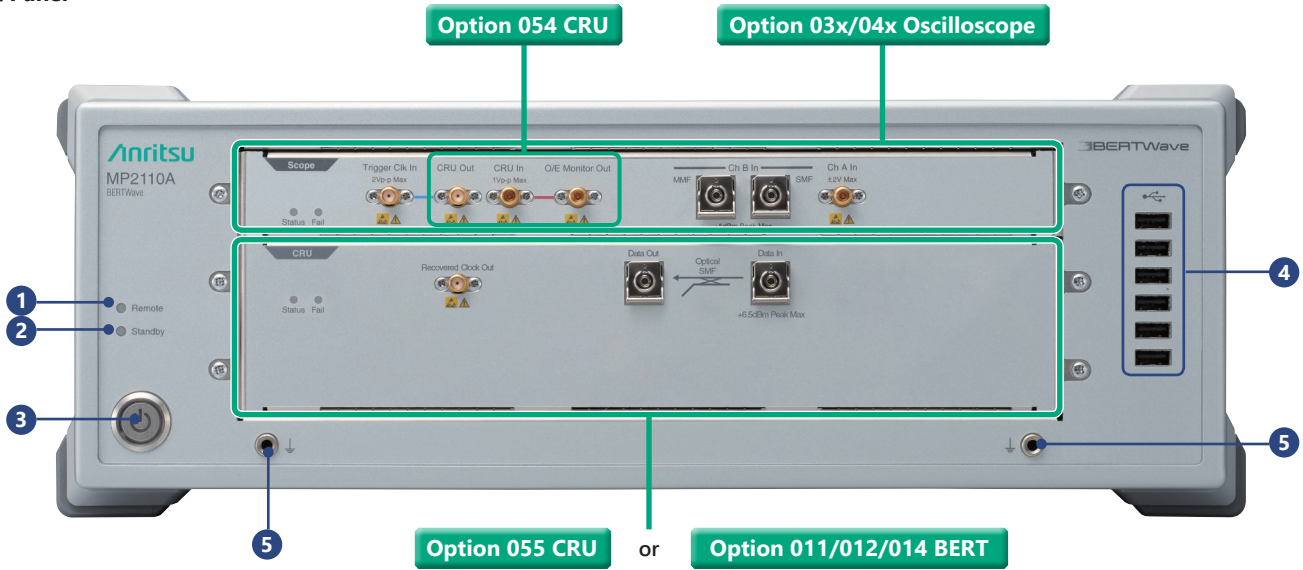 Option 054 CRU
Option 03x/04x Oscilloscope
Anritsu
MP2110A
BERTWave
BERTWave
Scope
Trigger Clk In
2Vp-p Max
CRU Out
CRU In
1Vp-p Max
O/E Monitor Out
Ch B In
MMF
SMF
Ch A In
±2V Max
Status Fail
CRU
Recovered Clock Out
Data Out
Optical
SMF
Data In
+6.5dBm Peak Max
Status Fail
1
Remote
2
Standby
3
4
5
5
Option 055 CRU
or
Option 011/012/014 BERT